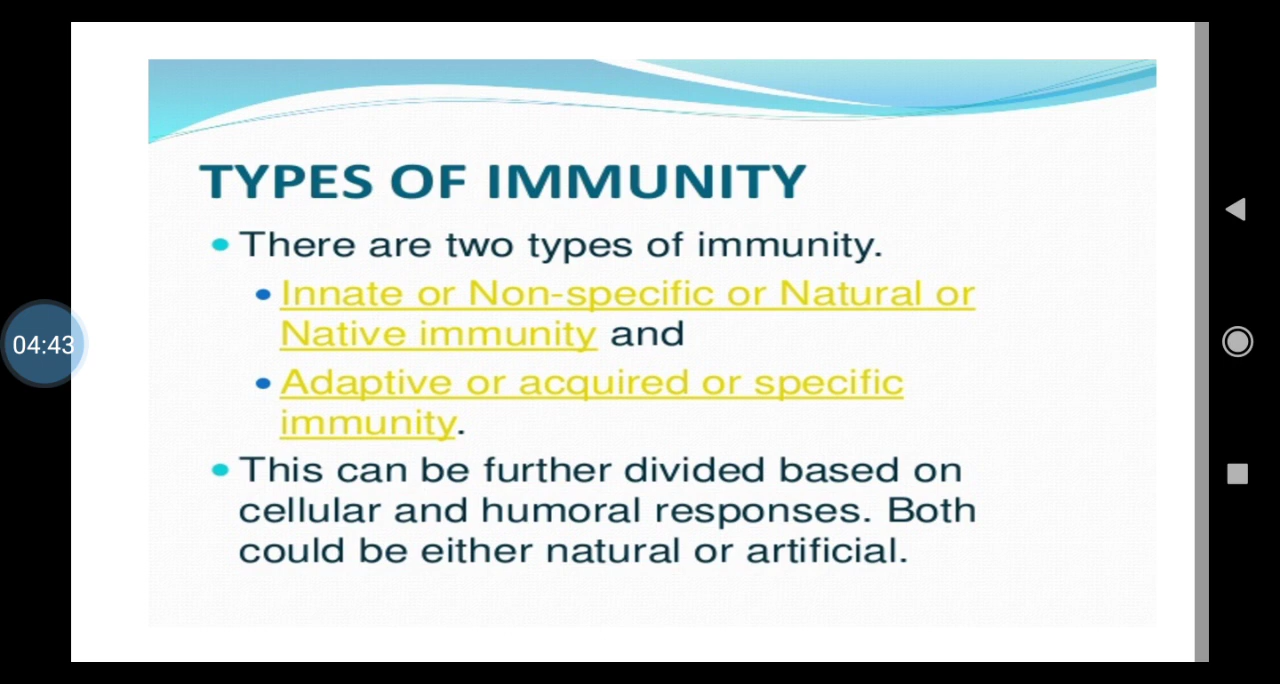 TYPES OF IMMUNITY
• There are two types of immunity.
• Innate or Non-specific or Natural or
Native immunity and
• Adaptive or acquired or specific
immunity.
• This can be further divided based on
cellular and humoral responses. Both
could be either natural or artificial.
04:43